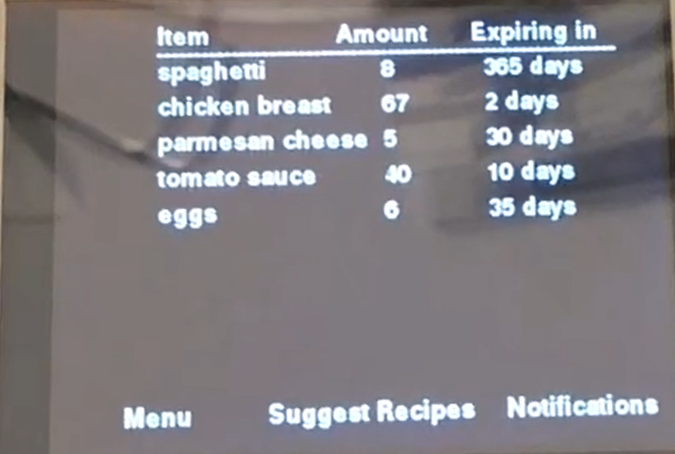 Item Amount Expiring in
spaghetti 8 365 days
chicken breast 67 2 days
parmesan cheese 5 30 days
tomato sauce 40 10 days
eggs 6 35 days
Menu Suggest Recipes Notifications